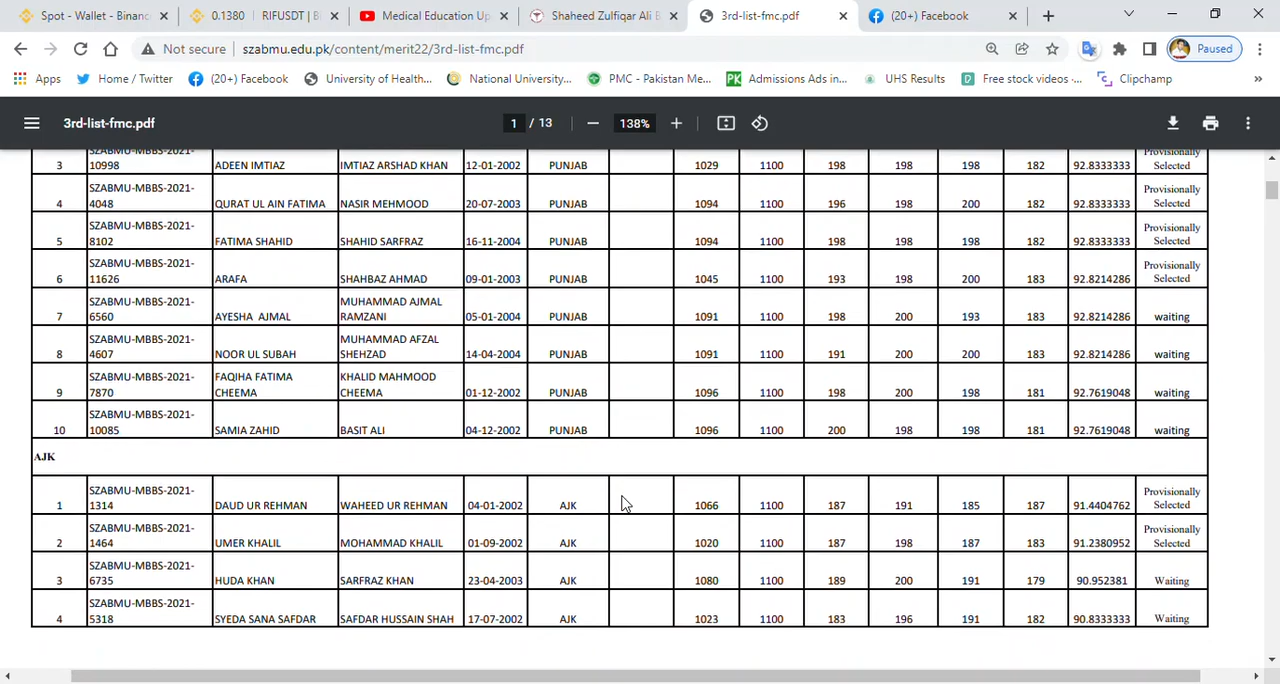 Spot - Wallet - Binanc
0.1380 | RIFUSDT | B
Medical Education Up
Shaheed Zulfiqar Ali B
3rd-list-fmc.pdf
(20+) Facebook
Not secure | szabmu.edu.pk/content/merit22/3rd-list-fmc.pdf
Paused
Apps
Home / Twitter
(20+) Facebook
University of Health...
National University...
PMC - Pakistan Me...
Admissions Ads in...
UHS Results
Free stock videos -...
Clipchamp
3rd-list-fmc.pdf
1 / 13
138%
3 SZABMU-MBBS-2021-10998 ADEEN IMTIAZ IMTIAZ ARSHAD KHAN 12-01-2002 PUNJAB 1029 1100 198 198 198 182 92.8333333 Provisionally Selected
4 SZABMU-MBBS-2021-4048 QURAT UL AIN FATIMA NASIR MEHMOOD 20-07-2003 PUNJAB 1094 1100 196 198 200 182 92.8333333 Provisionally Selected
5 SZABMU-MBBS-2021-8102 FATIMA SHAHID SHAHID SARFRAZ 16-11-2004 PUNJAB 1094 1100 198 198 198 182 92.8333333 Provisionally Selected
6 SZABMU-MBBS-2021-11626 ARAFA SHAHBAZ AHMAD 09-01-2003 PUNJAB 1045 1100 193 198 200 183 92.8214286 Provisionally Selected
7 SZABMU-MBBS-2021-6560 AYESHA AJMAL MUHAMMAD AJMAL RAMZANI 05-01-2004 PUNJAB 1091 1100 198 200 193 183 92.8214286 waiting
8 SZABMU-MBBS-2021-4607 NOOR UL SUBAH MUHAMMAD AFZAL SHEHZAD 14-04-2004 PUNJAB 1091 1100 191 200 200 183 92.8214286 waiting
9 SZABMU-MBBS-2021-7870 FAQIHA FATIMA CHEEMA KHALID MAHMOOD CHEEMA 01-12-2002 PUNJAB 1096 1100 198 200 198 181 92.7619048 waiting
10 SZABMU-MBBS-2021-10085 SAMIA ZAHID BASIT ALI 04-12-2002 PUNJAB 1096 1100 200 198 198 181 92.7619048 waiting
AJK
1 SZABMU-MBBS-2021-1314 DAUD UR REHMAN WAHEED UR REHMAN 04-01-2002 AJK 1066 1100 187 191 185 187 91.4404762 Provisionally Selected
2 SZABMU-MBBS-2021-1464 UMER KHALIL MOHAMMAD KHALIL 01-09-2002 AJK 1020 1100 187 198 187 183 91.2380952 Provisionally Selected
3 SZABMU-MBBS-2021-6735 HUDA KHAN SARFRAZ KHAN 23-04-2003 AJK 1080 1100 189 200 191 179 90.952381 Waiting
4 SZABMU-MBBS-2021-5318 SYEDA SANA SAFDAR SAFDAR HUSSAIN SHAH 17-07-2002 AJK 1023 1100 183 196 191 182 90.8333333 Waiting